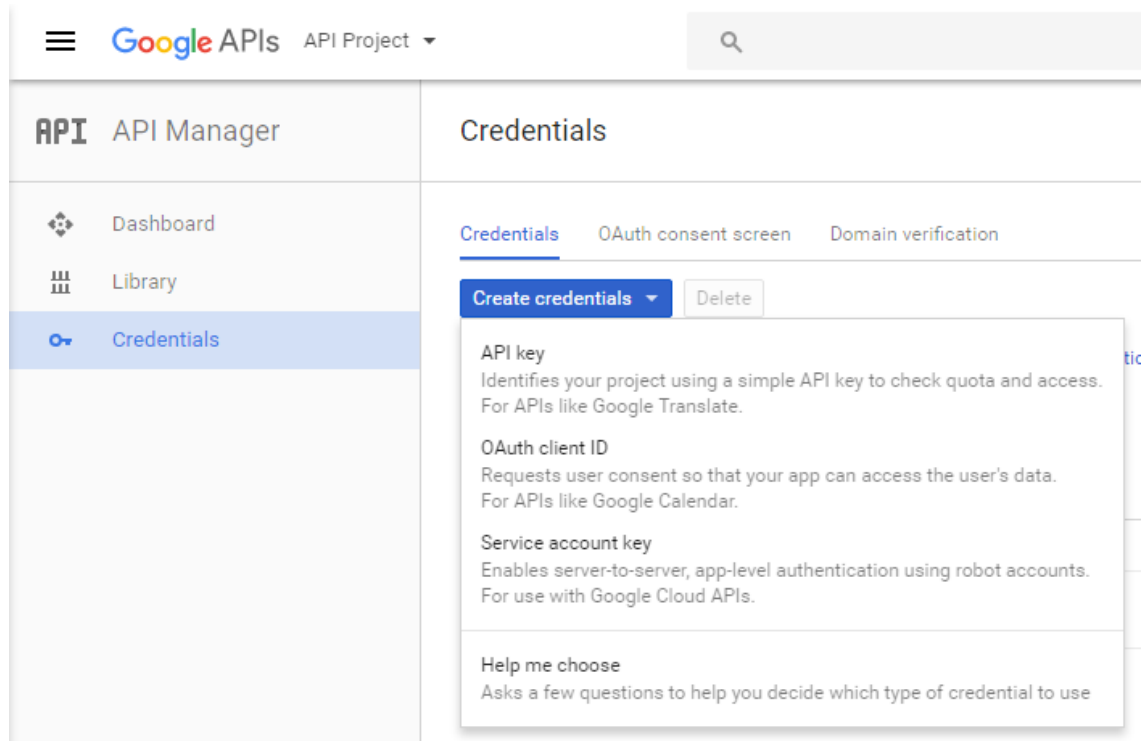 Google APIs API Project
API API Manager
Credentials
Dashboard
Library
Credentials
Credentials OAuth consent screen Domain verification
Create credentials Delete
API key
Identifies your project using a simple API key to check quota and access.
For APIs like Google Translate.
OAuth client ID
Requests user consent so that your app can access the user's data.
For APIs like Google Calendar.
Service account key
Enables server-to-server, app-level authentication using robot accounts.
For use with Google Cloud APIs.
Help me choose
Asks a few questions to help you decide which type of credential to use